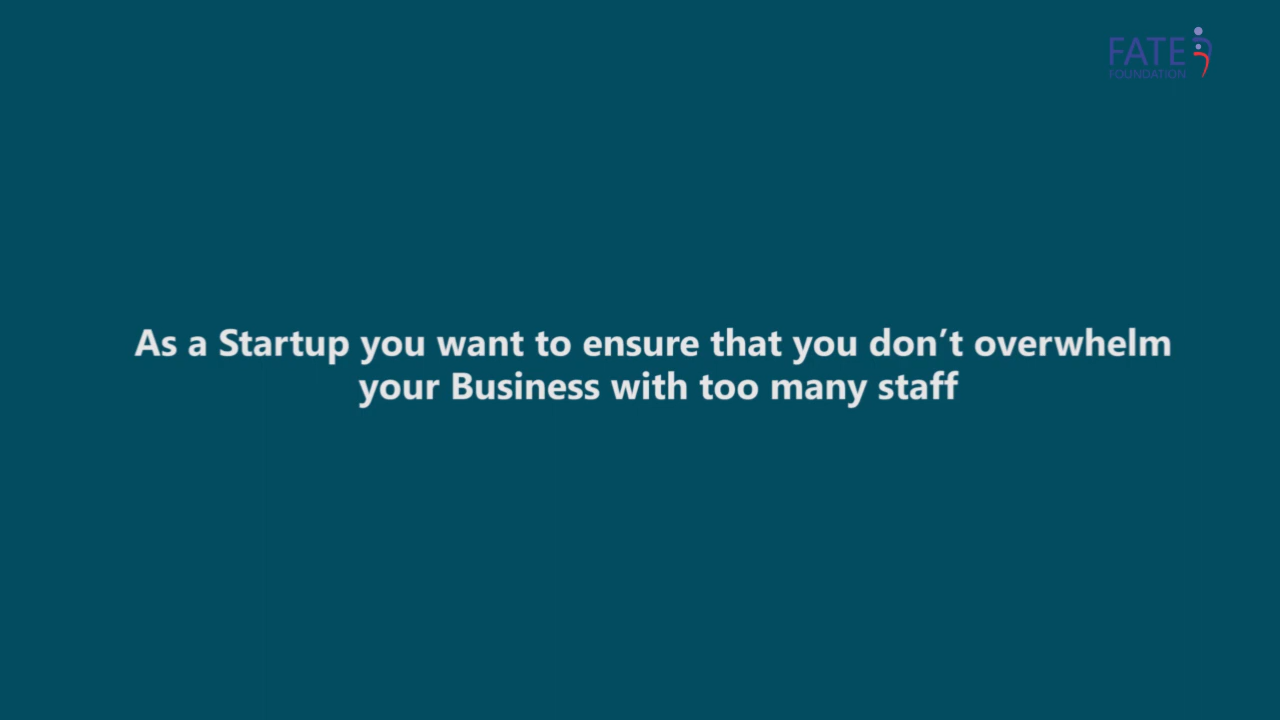 FATE
FOUNDATION
As a Startup you want to ensure that you don’t overwhelm
your Business with too many staff